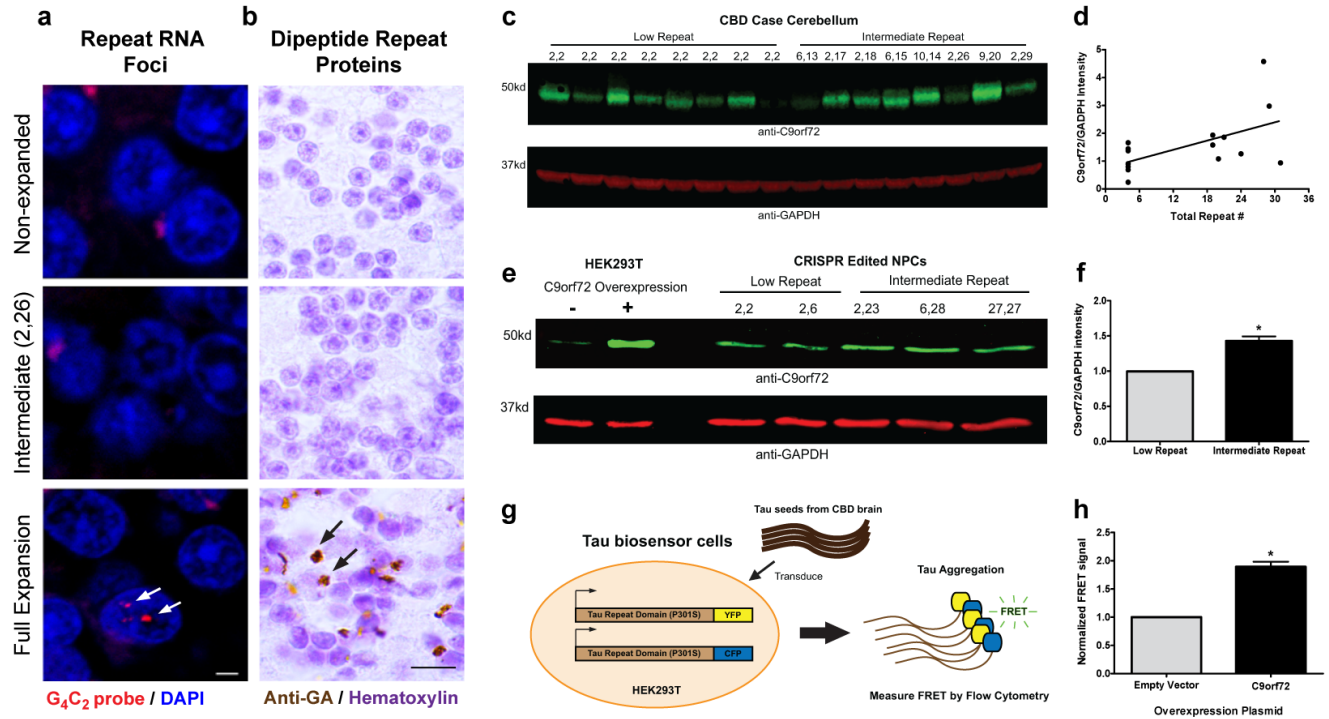 a
Repeat RNA
Foci
Non-expanded
Intermediate (2,26)
Full Expansion
G4C2 probe / DAPI
b
Dipeptide Repeat
Proteins
Anti-GA / Hematoxylin
c
CBD Case Cerebellum
Low Repeat
Intermediate Repeat
2,2 2,2 2,2 2,2 2,2 2,2 2,2 2,2 6,13 2,17 2,18 6,15 10,14 2,26 9,20 2,29
50kd
anti-C9orf72
37kd
anti-GAPDH
d
C9orf72/GADPH Intensity
5
4
3
2
1
0
0 6 12 18 24 30 36
Total Repeat #
e
HEK293T
C9orf72 Overexpression
- +
CRISPR Edited NPCs
Low Repeat
Intermediate Repeat
2,2 2,6 2,23 6,28 27,27
50kd
anti-C9orf72
37kd
anti-GAPDH
f
C9orf72/GAPDH intensity
2.0
1.5
1.0
0.5
0.0
*
Low Repeat
Intermediate Repeat
g
Tau seeds from CBD brain
Tau biosensor cells
Transduce
Tau Repeat Domain (P301S) YFP
Tau Repeat Domain (P301S) CFP
HEK293T
Tau Aggregation
FRET
Measure FRET by Flow Cytometry
h
Normalized FRET signal
2.5
2.0
1.5
1.0
0.5
0.0
*
Empty Vector
C9orf72
Overexpression Plasmid